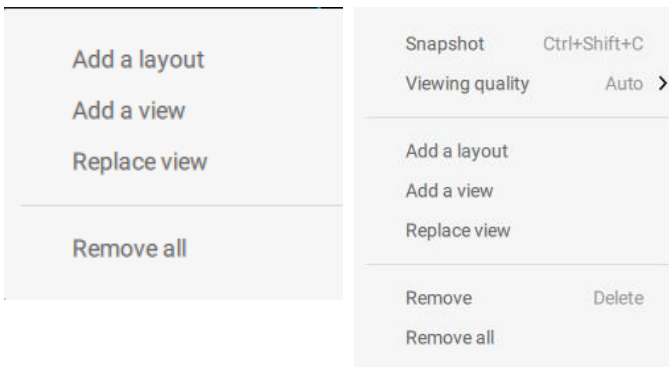 Add a layout
Add a view
Replace view
Remove all
Snapshot Ctrl+Shift+C
Viewing quality Auto
Add a layout
Add a view
Replace view
Remove Delete
Remove all